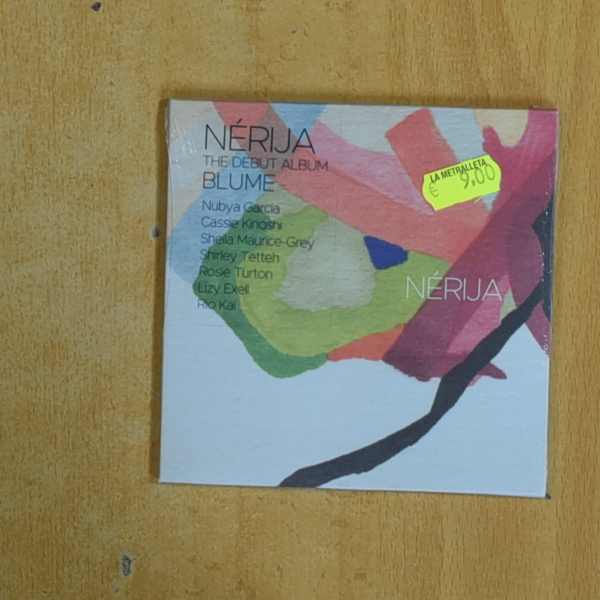 NÉRIJA
THE DEBUT ALBUM
BLUME
Nubya Garcia
Cassie Kinoshi
Sheila Maurice-Grey
Shirley Tetteh
Rosie Turton
Lizy Exell
Rio Kai
LA METRALLETA
€ 9,00
NÉRIJA